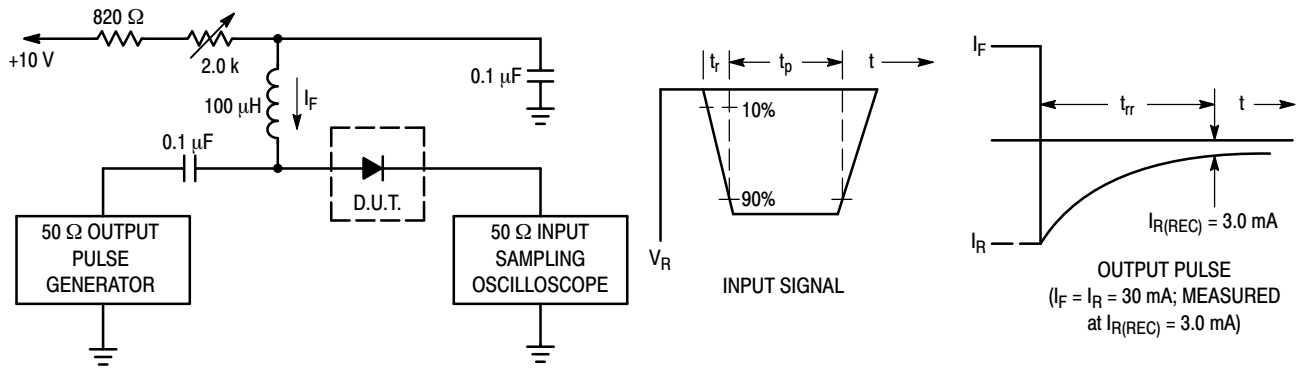 820 Ω
+10 V
2.0 k
100 μH
I_F
0.1 μF
0.1 μF
D.U.T.
50 Ω OUTPUT
PULSE
GENERATOR
50 Ω INPUT
SAMPLING
OSCILLOSCOPE
t_r
t_p
t
10%
90%
V_R
INPUT SIGNAL
I_F
t_rr
t
I_R
I_R(REC) = 3.0 mA
OUTPUT PULSE
(I_F = I_R = 30 mA; MEASURED
at I_R(REC) = 3.0 mA)